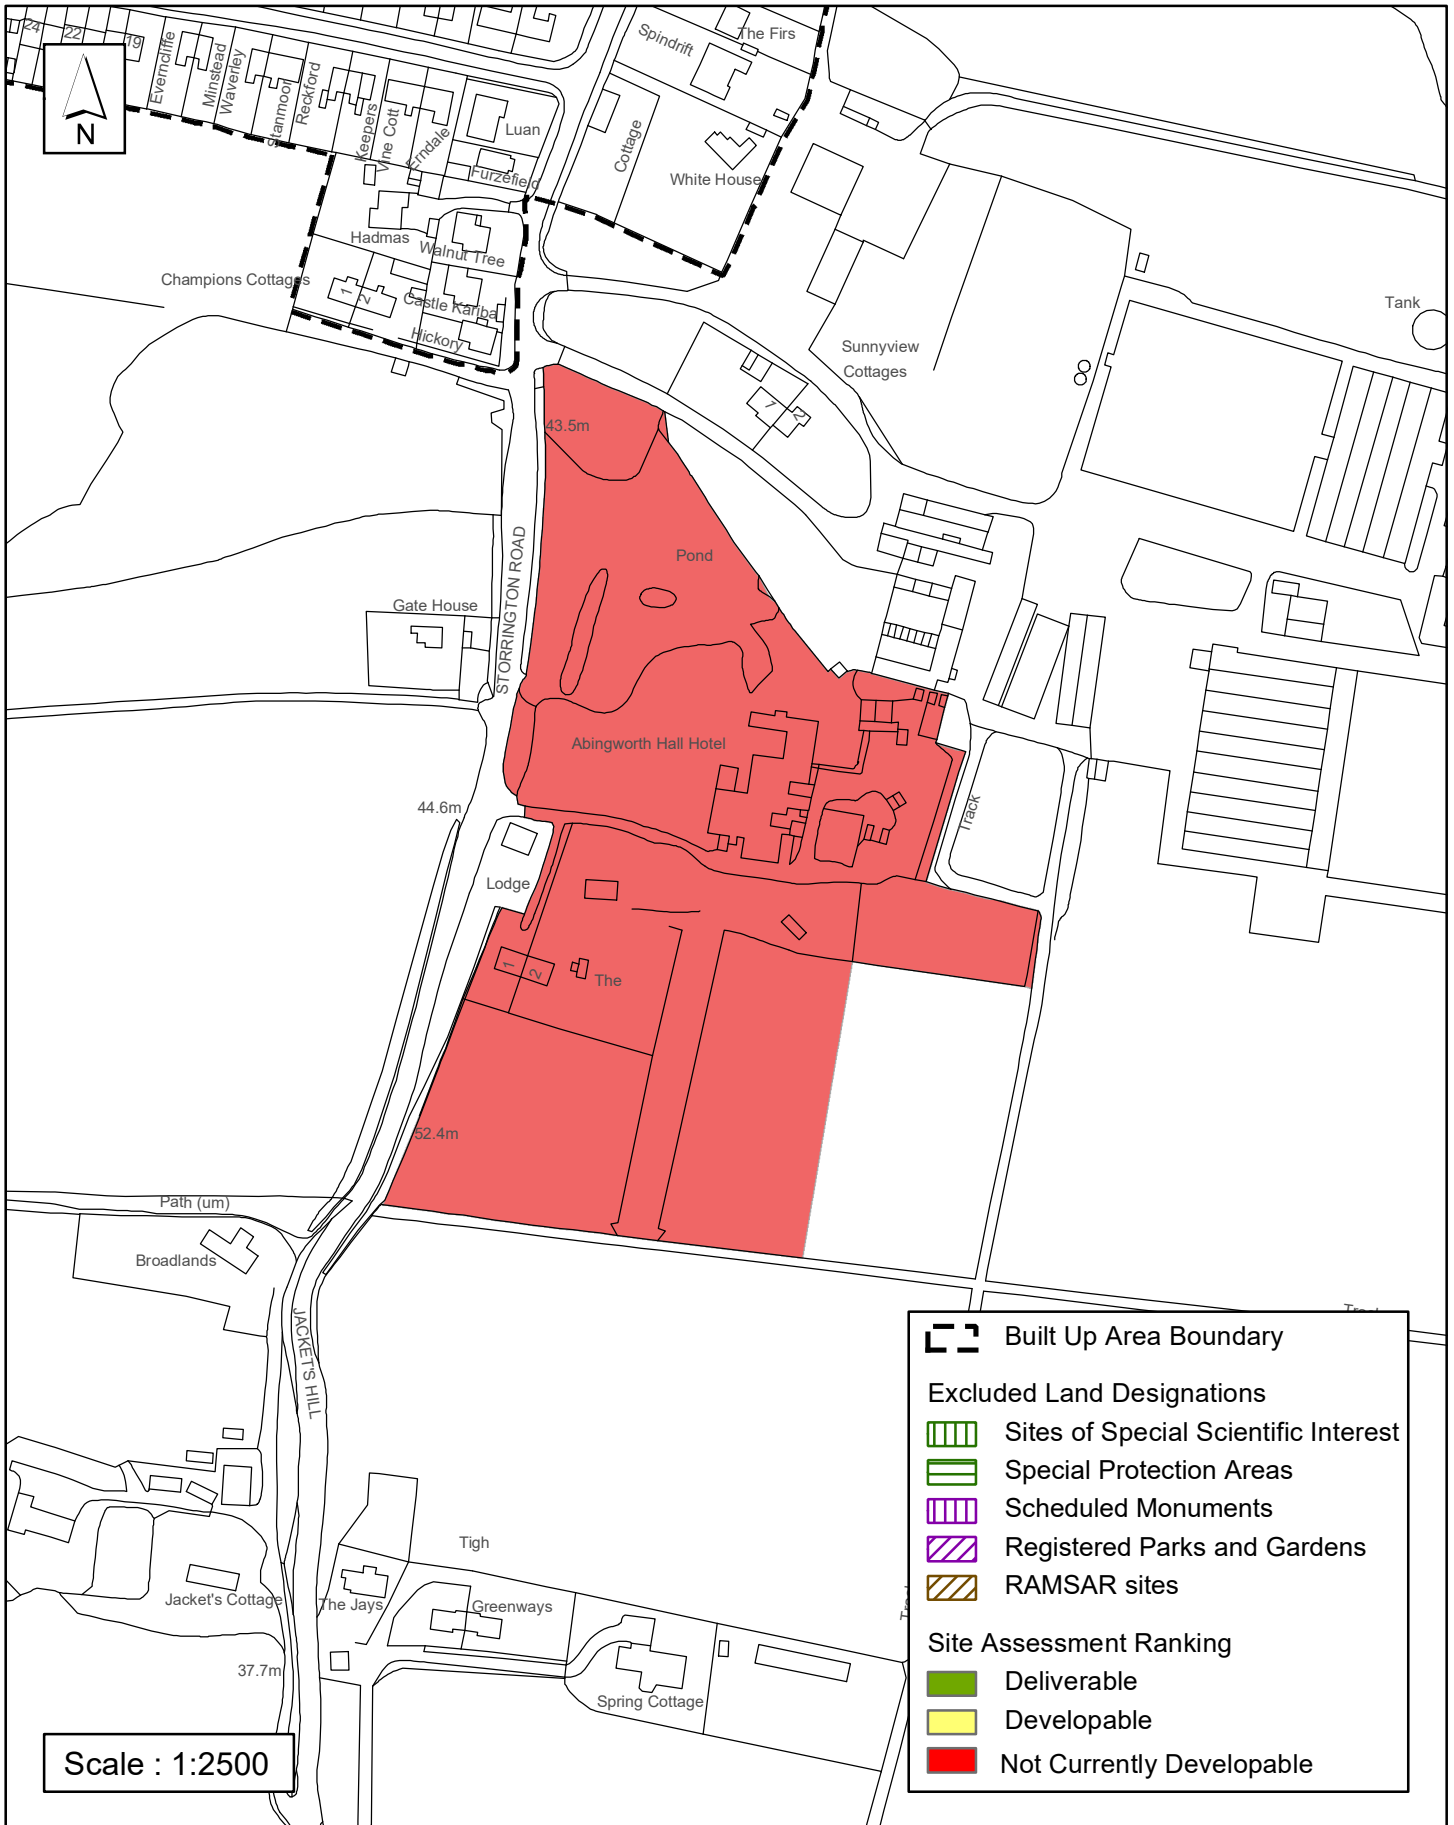 24
22
19
Everncliffe
Minstead
Waverley
Stanmool
Reckford
Keepers
Vine Cott
Erndale
Luan
Furzefield
Spindrift
The Firs
Cottage
White House
N
Hadmas
Walnut Tree
Champions Cottages
1
2
Castle Kariba
Hickory
Tank
Sunnyview
Cottages
1
2
43.5m
STORRINGTON ROAD
Pond
Gate House
Abingworth Hall Hotel
44.6m
Track
Lodge
1
2
The
52.4m
Path (um)
Broadlands
JACKET'S HILL
Tigh
Jacket's Cottage
The Jays
Greenways
37.7m
Spring Cottage
Built Up Area Boundary
Excluded Land Designations
Sites of Special Scientific Interest
Special Protection Areas
Scheduled Monuments
Registered Parks and Gardens
RAMSAR sites
Site Assessment Ranking
Deliverable
Developable
Not Currently Developable
Scale : 1:2500